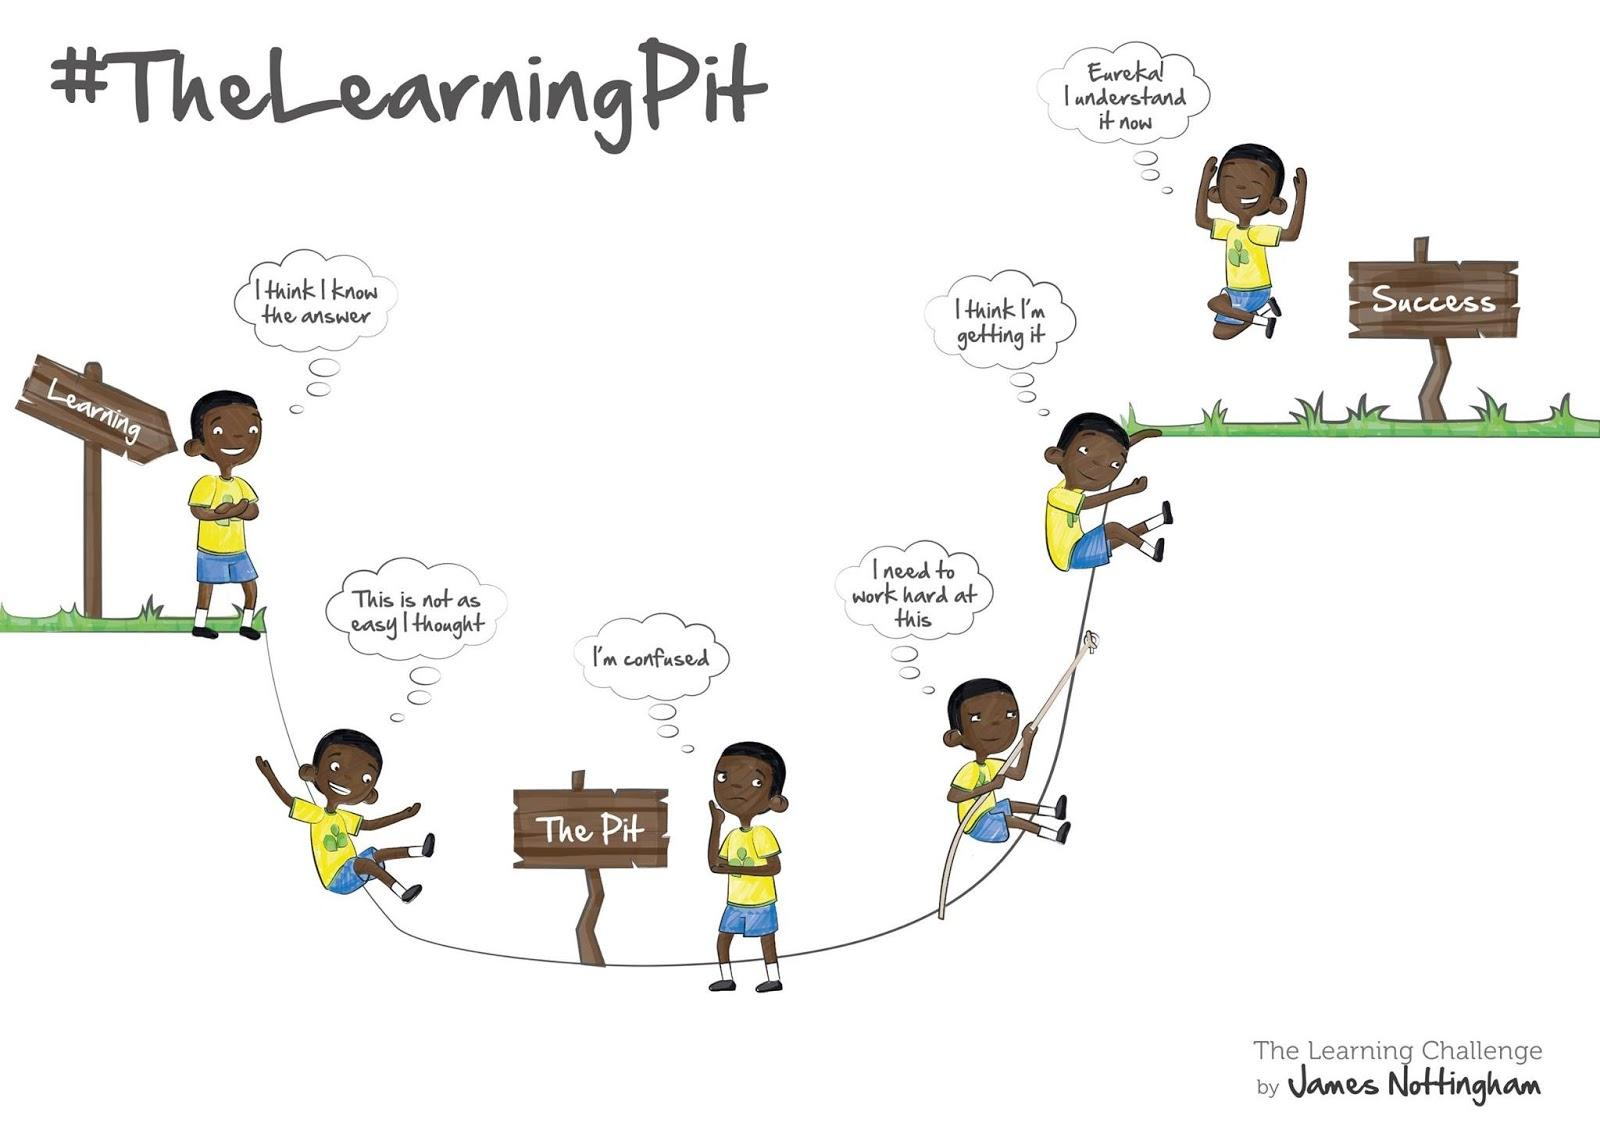 #TheLearningPit
Learning
I think I know
the answer
This is not as
easy I thought
The Pit
I'm confused
I need to
work hard at
this
I think I'm
getting it
Eureka!
I understand
it now
Success
The Learning Challenge
by James Nottingham